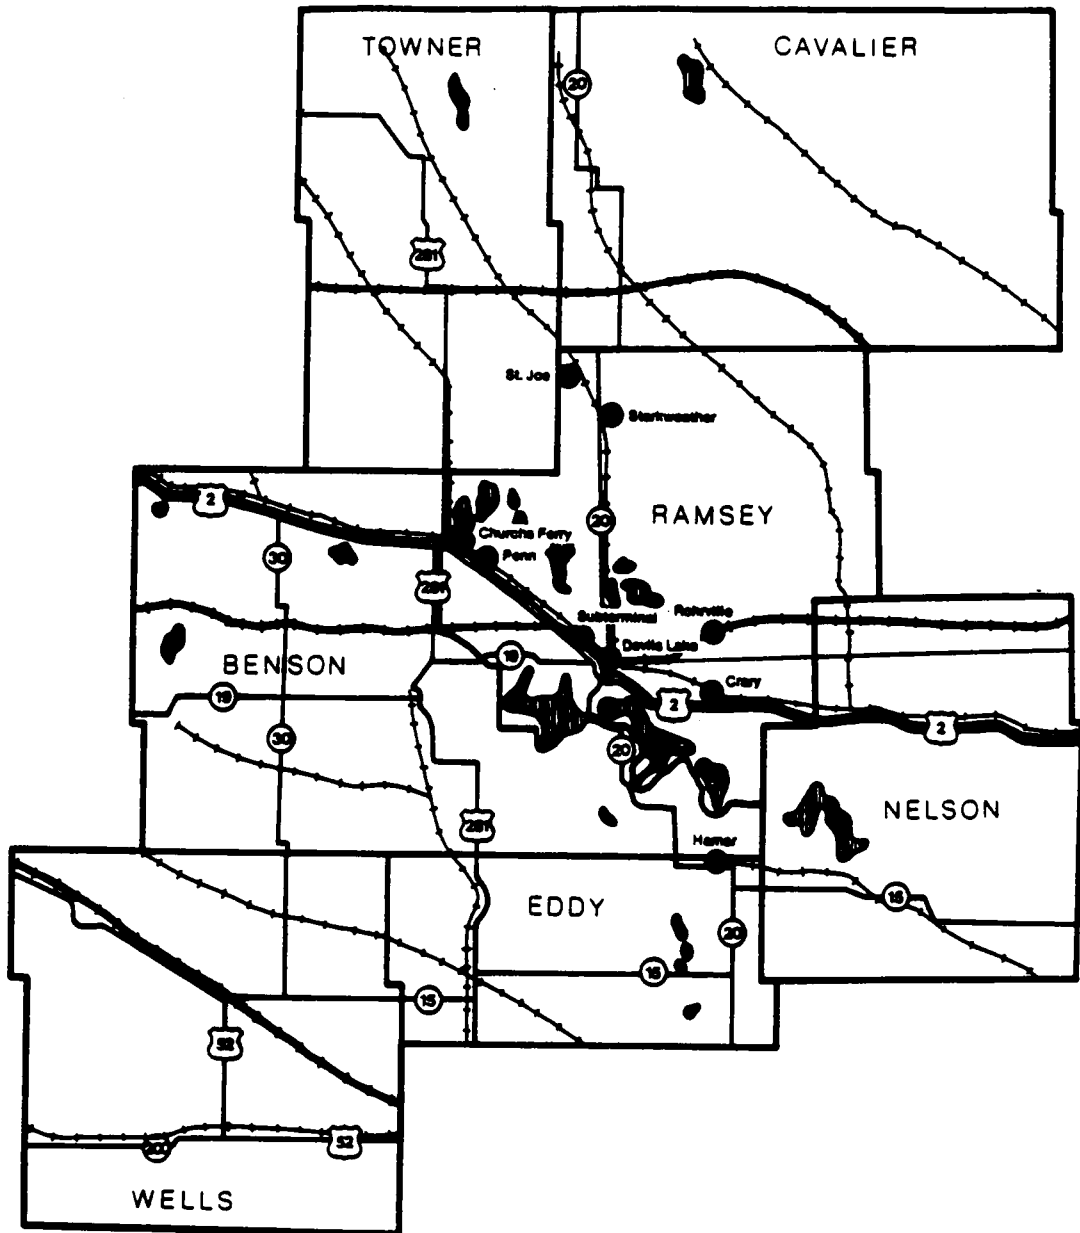 TOWNER
CAVALIER
20
281
St. Joe
Starkweather
2
RAMSEY
20
Churchs Ferry
30
Penn
281
Rohrville
Subterminal
Devils Lake
19
BENSON
Crary
19
2
2
30
20
NELSON
281
Hamar
15
EDDY
20
15
15
52
52
200
WELLS